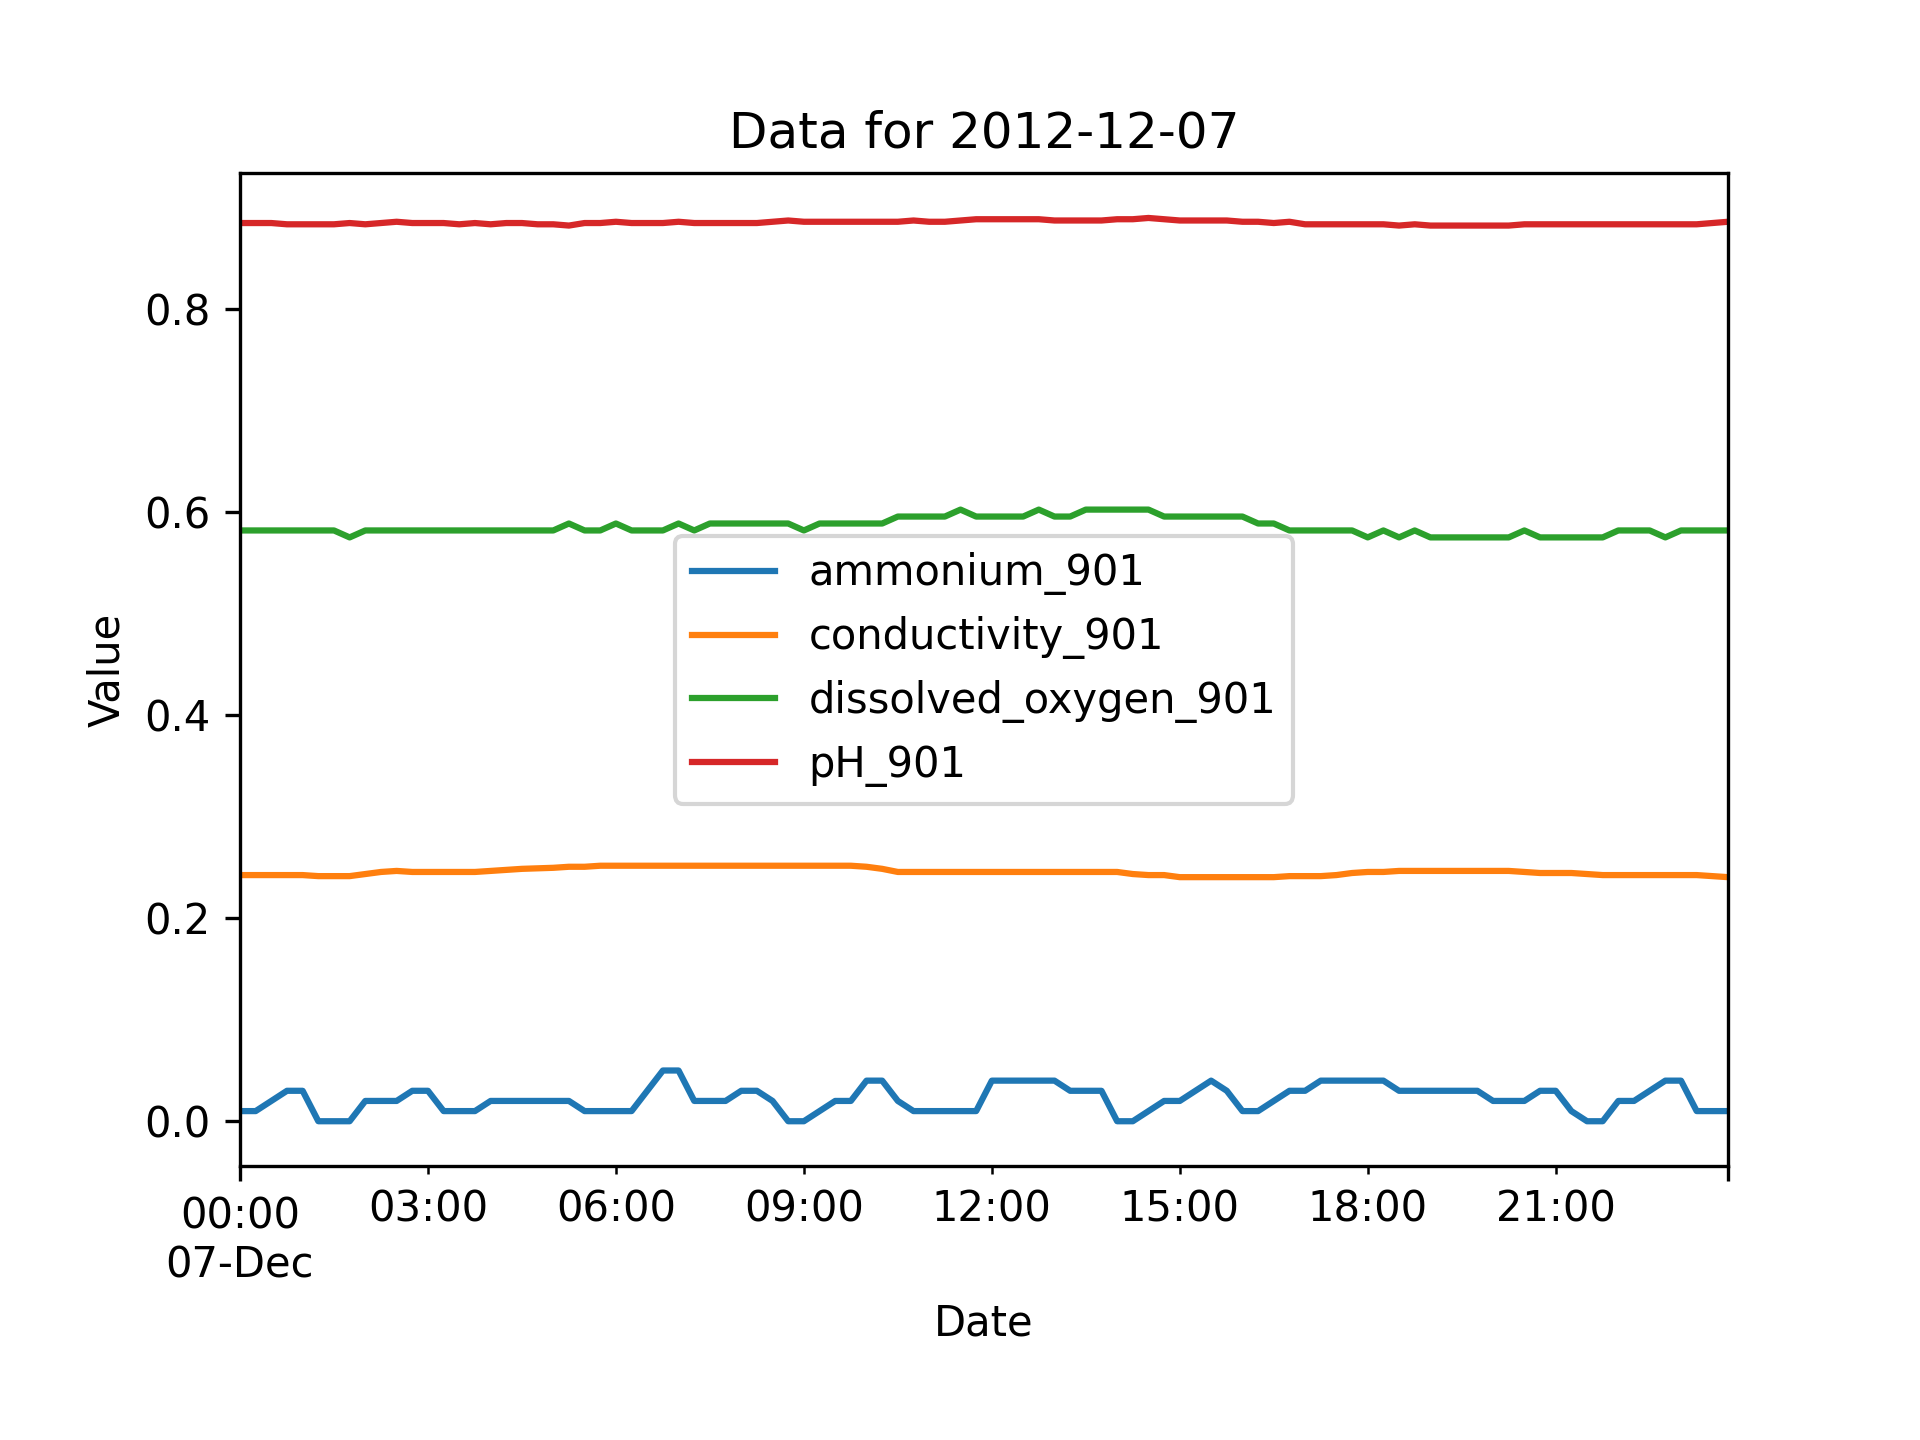 Data for 2012-12-07
Value
0.8
0.6
0.4
0.2
0.0
ammonium_901
conductivity_901
dissolved_oxygen_901
pH_901
00:00 03:00 06:00 09:00 12:00 15:00 18:00 21:00
07-Dec
Date